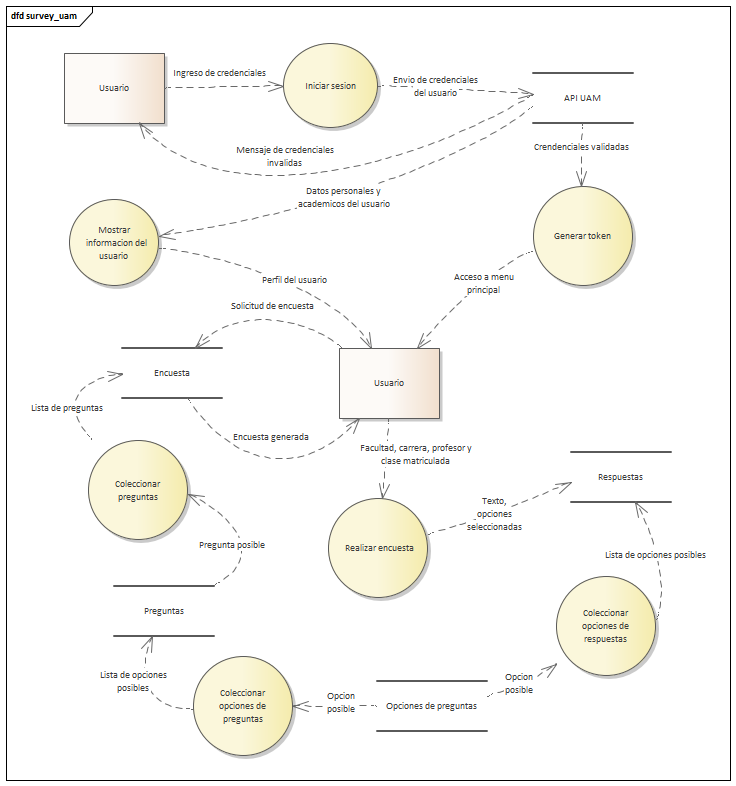 dfd survey_uam
Usuario
Ingreso de credenciales
Iniciar sesion
Envio de credenciales
del usuario
API UAM
Mensaje de credenciales
invalidas
Crendenciales validadas
Datos personales y
academicos del usuario
Mostrar
informacion del
usuario
Generar token
Perfil del usuario
Acceso a menu
principal
Solicitud de encuesta
Encuesta
Usuario
Lista de preguntas
Encuesta generada
Facultad, carrera, profesor y
clase matriculada
Respuestas
Coleccionar
preguntas
Texto,
opciones
seleccionadas
Pregunta posible
Realizar encuesta
Lista de opciones posibles
Preguntas
Coleccionar
opciones de
respuestas
Lista de opciones
posibles
Coleccionar
opciones de
preguntas
Opcion
posible
Opciones de preguntas
Opcion
posible